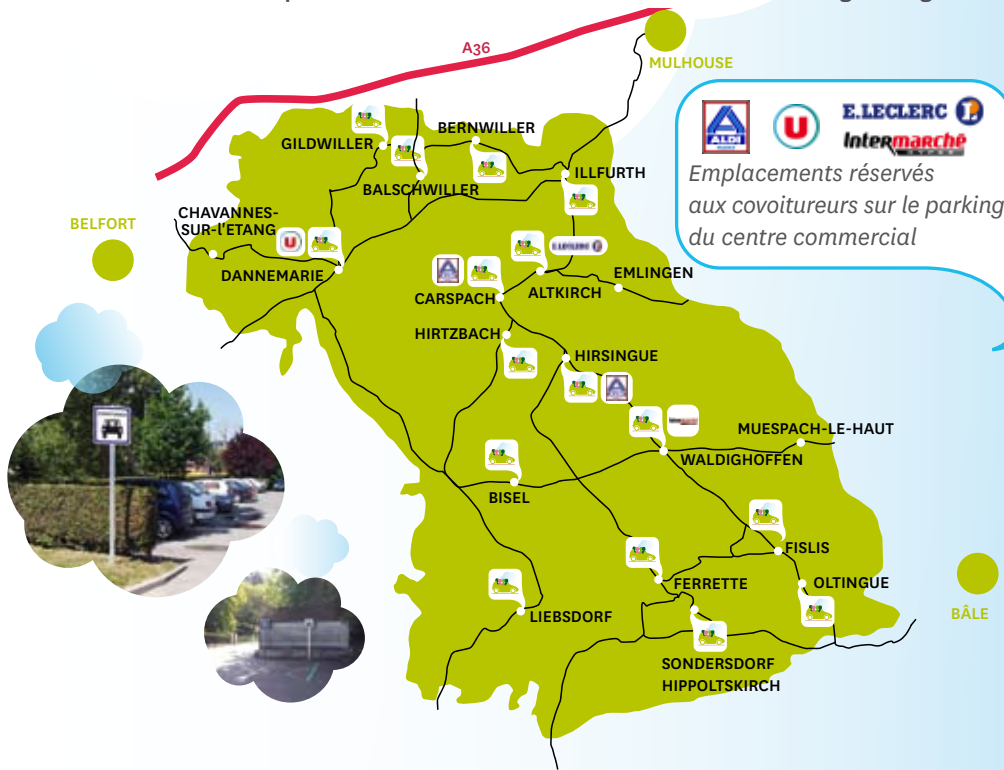 A36
MULHOUSE
ALDI
U
E.LECLERC L
Intermarché
Emplacements réservés
aux covoitureurs sur le parking
du centre commercial
BERNWILLER
GILDWILLER
BALSCHWILLER
ILLFURTH
BELFORT
CHAVANNES-
SUR-l'ETANG
U
E.LECLERC L
DANNEMARIE
EMLINGEN
CARSPACH
ALTKIRCH
HIRTZBACH
HIRSINGUE
MUESPACH-LE-HAUT
WALDIGHOFFEN
BISEL
FISLIS
FERRETTE
OLTINGUE
LIEBSDORF
BÂLE
SONDERSDORF
HIPPOLTSKIRCH